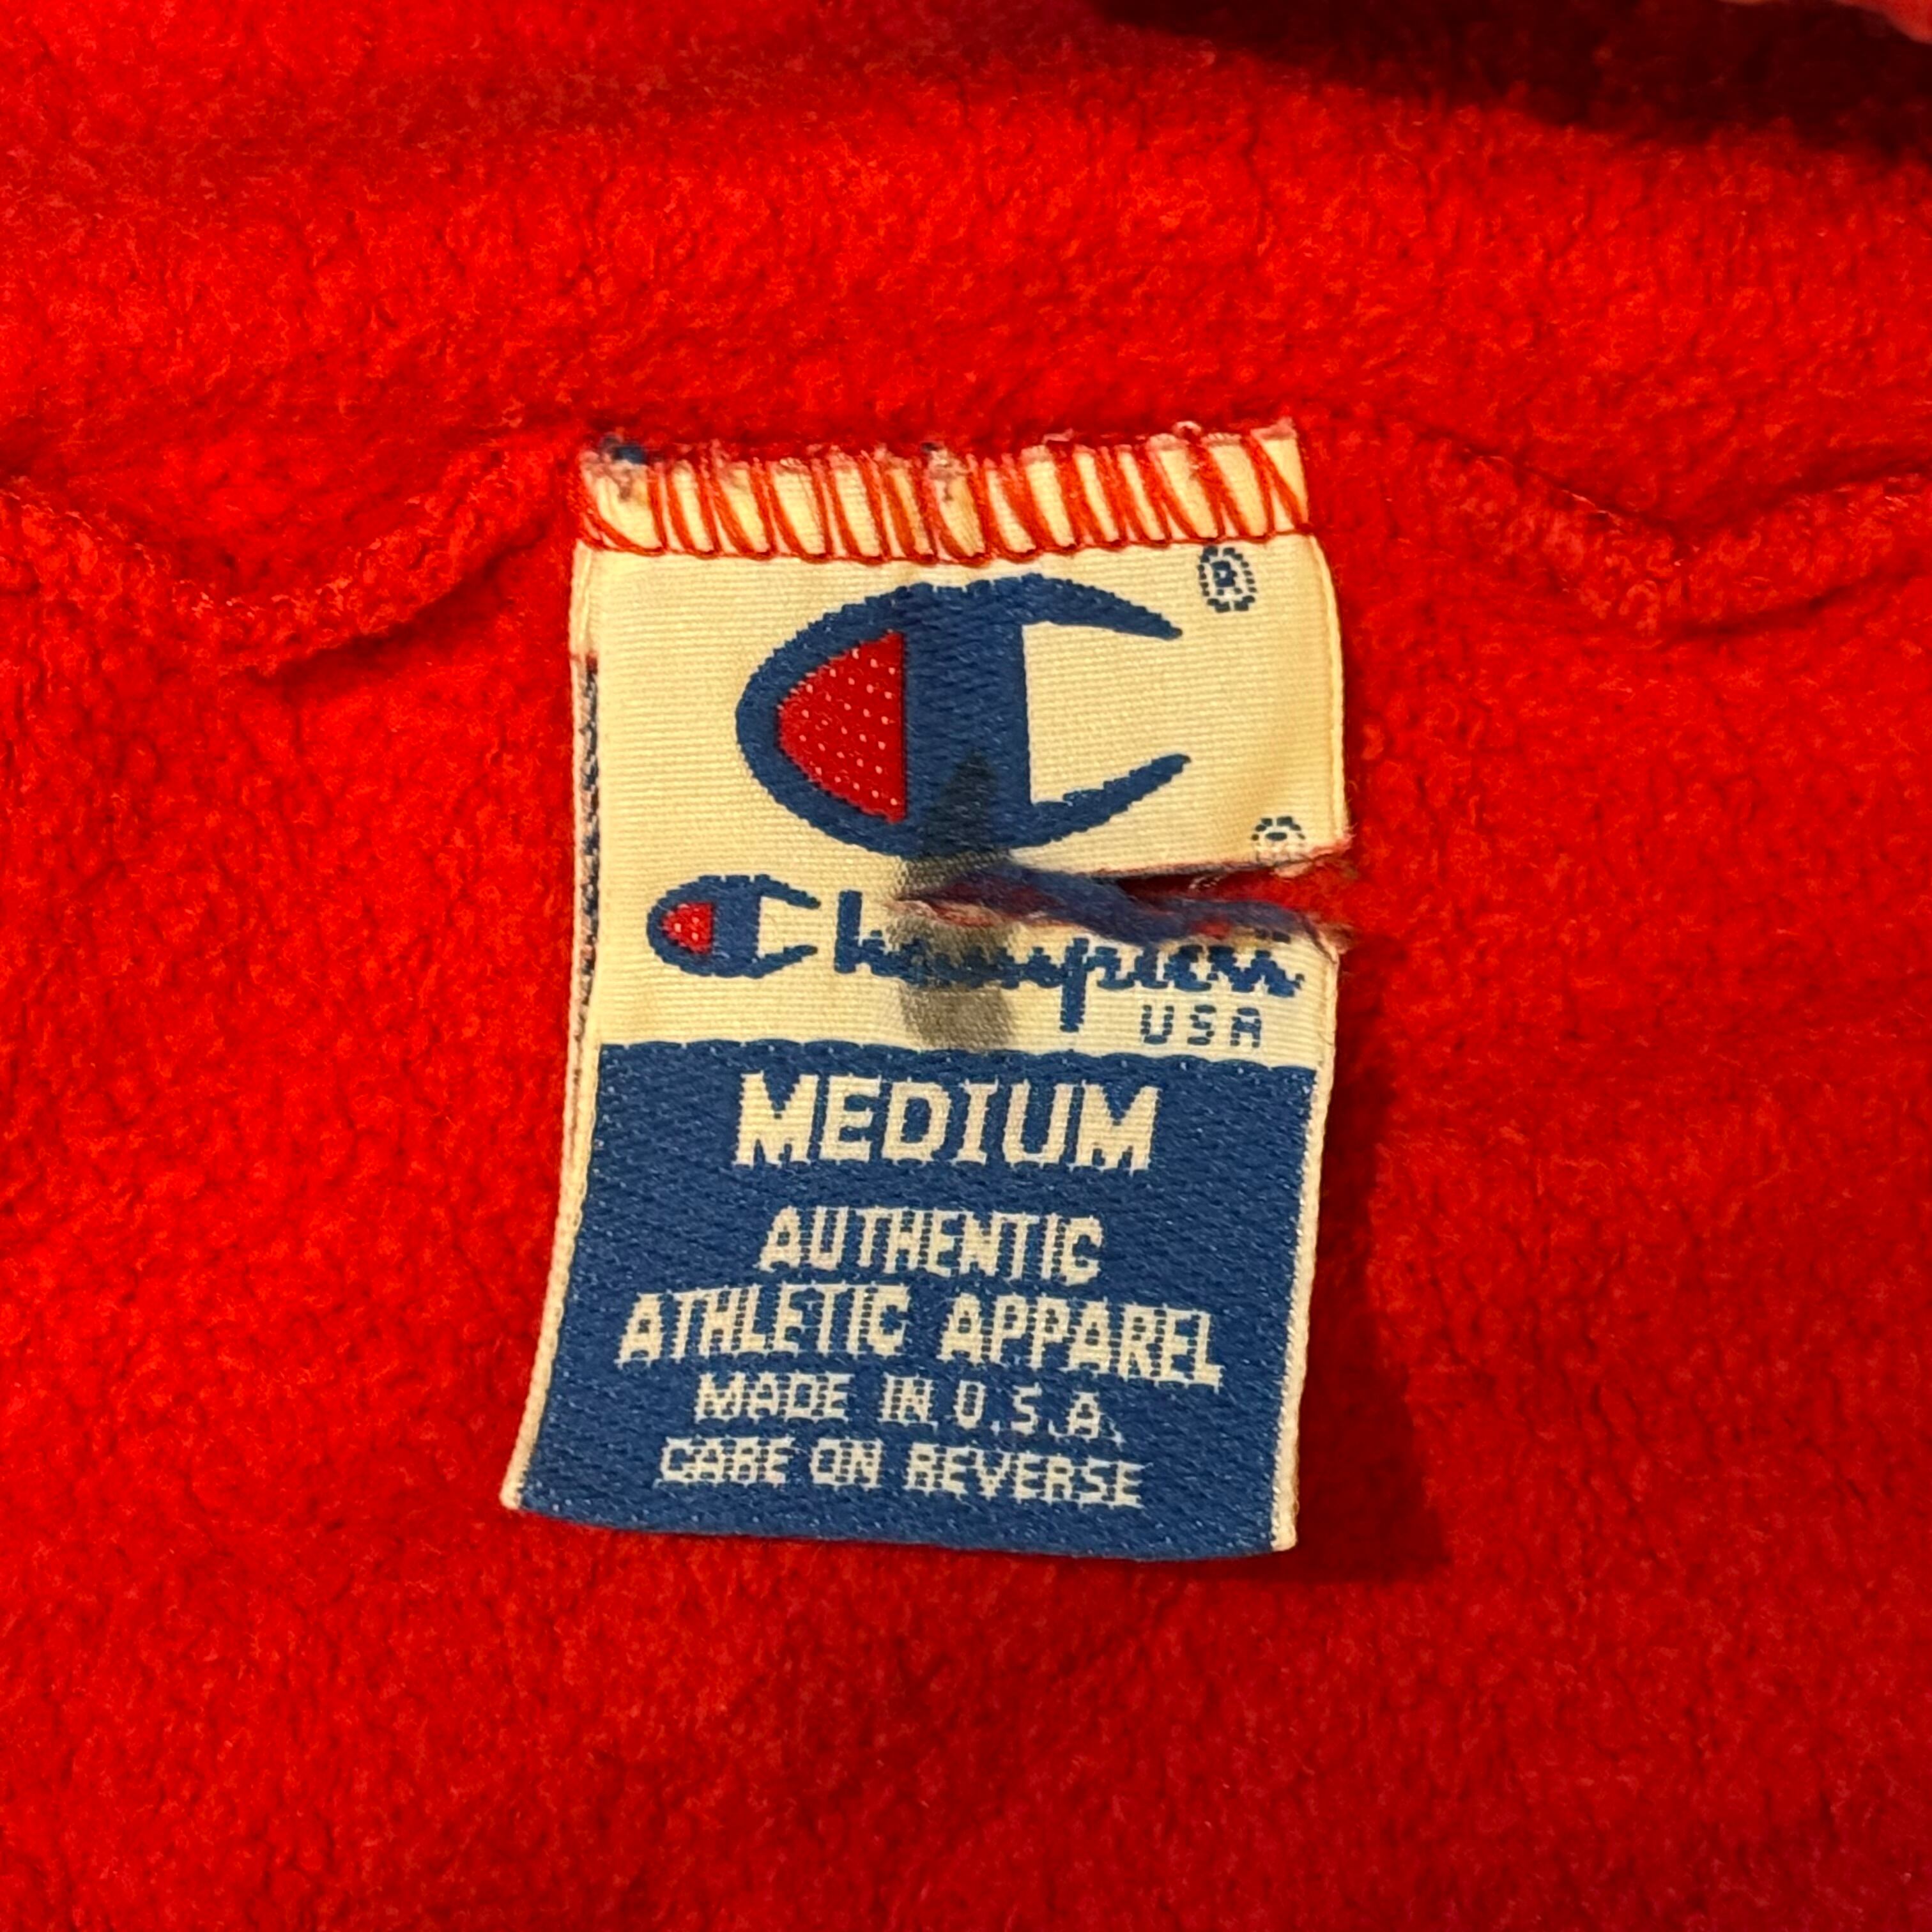 ®
Champion
USA
MEDIUM
AUTHENTIC
ATHLETIC APPAREL
MADE IN U.S.A.
CARE ON REVERSE